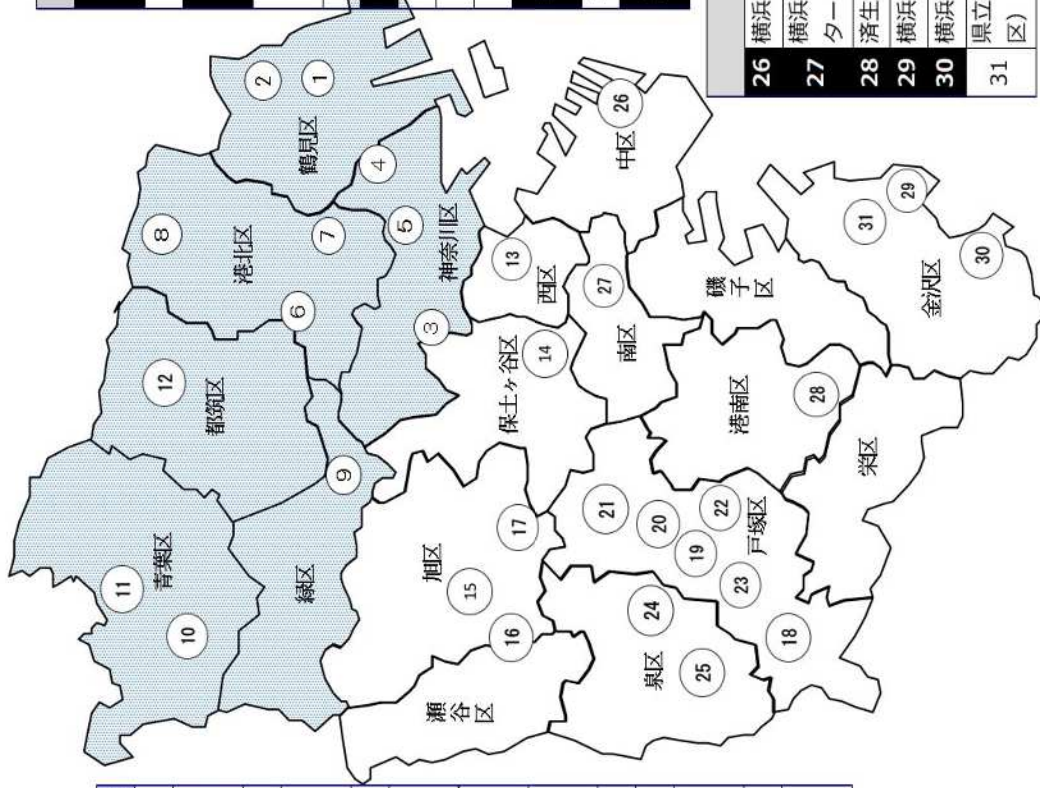 鶴見区
①
②
港北区
⑥
⑦
⑧
神奈川区
③
④
⑤
都筑区
⑫
青葉区
⑩
⑪
緑区
⑨
西区
⑬
保土ヶ谷区
⑭
旭区
⑮
⑯
⑰
瀬谷区
戸塚区
⑱
⑲
⑳
㉑
㉒
㉓
泉区
㉔
㉕
中区
㉖
南区
㉗
港南区
㉘
磯子区
金沢区
㉙
㉚
㉛
栄区
26 横浜
27 横浜
ター
28 済生
29 横浜
30 横浜
31 県立
区)